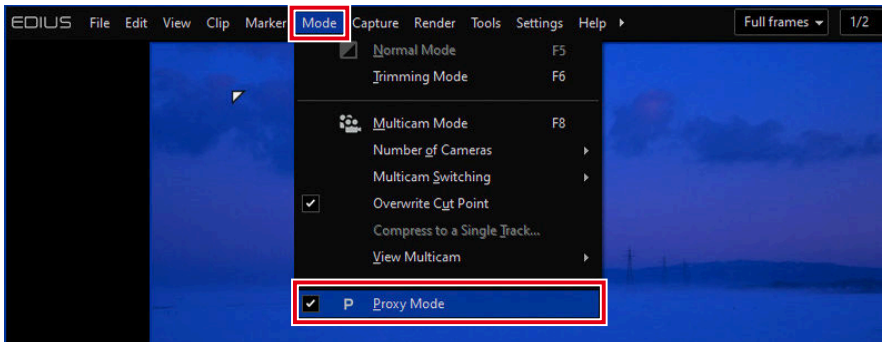 EDIUS File Edit View Clip Marker Mode Capture Render Tools Settings Help Full frames 1/2
Normal Mode F5
Trimming Mode F6
Multicam Mode F8
Number of Cameras
Multicam Switching
Overwrite Cut Point
Compress to a Single Track...
View Multicam
P Proxy Mode